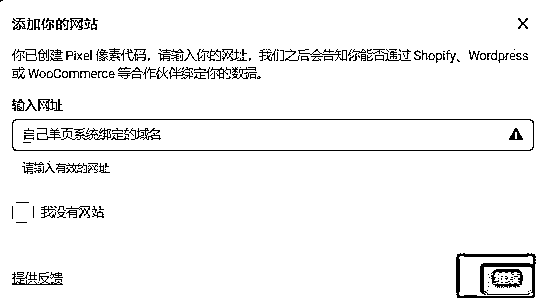 添加你的网站
你已创建 Pixel 像素代码，请输入你的网址，我们之后会告知你能否通过 Shopify、Wordpress
或 WooCommerce 等合作伙伴绑定你的数据。
输入网址
自己单页系统绑定的域名
请输入有效的网址
我没有网站
提供反馈
继续